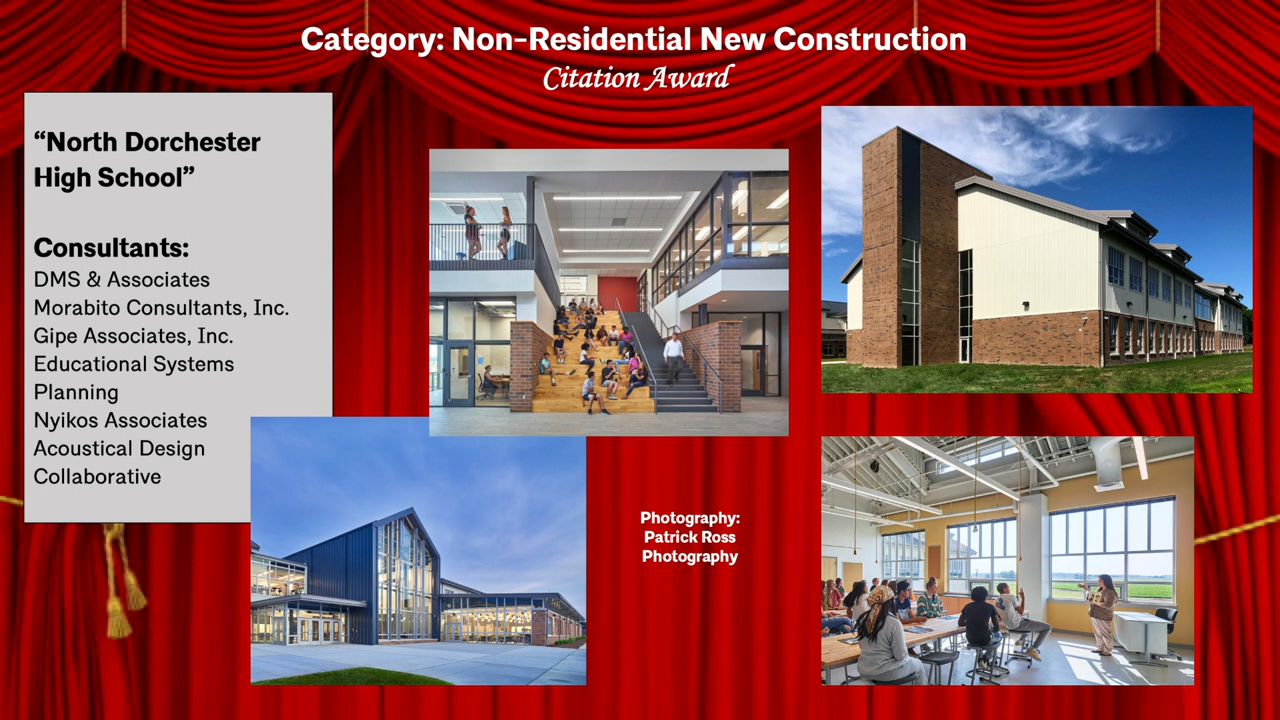 Category: Non-Residential New Construction
Citation Award
“North Dorchester
High School”
Consultants:
DMS & Associates
Morabito Consultants, Inc.
Gipe Associates, Inc.
Educational Systems
Planning
Nyikos Associates
Acoustical Design
Collaborative
Photography:
Patrick Ross
Photography